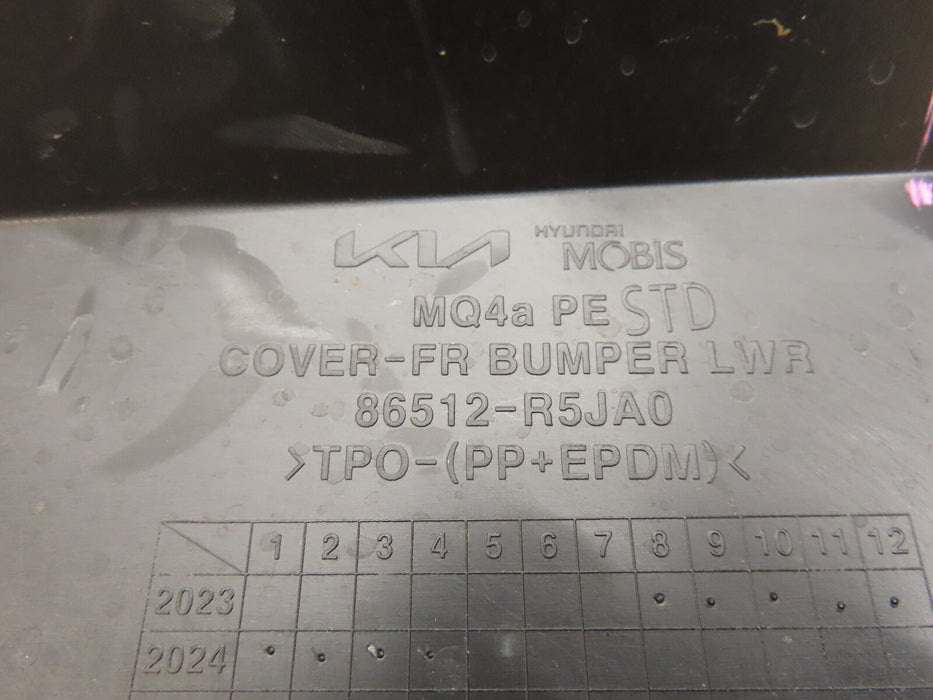 KIA HYUNDAI MOBIS
MQ4a PE STD
COVER-FR BUMPER LWR
86512-R5JA0
>TPO-(PP+EPDM)<
1 2 3 4 5 6 7 8 9 10 11 12
2023
2024